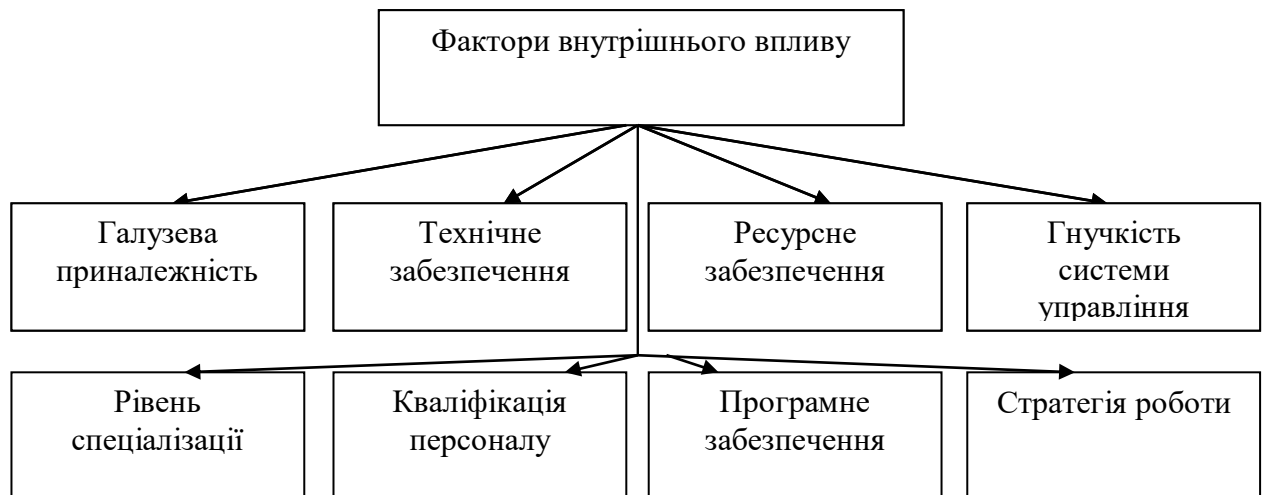 Фактори внутрішнього впливу
Галузева
приналежність
Технічне
забезпечення
Ресурсне
забезпечення
Гнучкість
системи
управління
Рівень
спеціалізації
Кваліфікація
персоналу
Програмне
забезпечення
Стратегія роботи